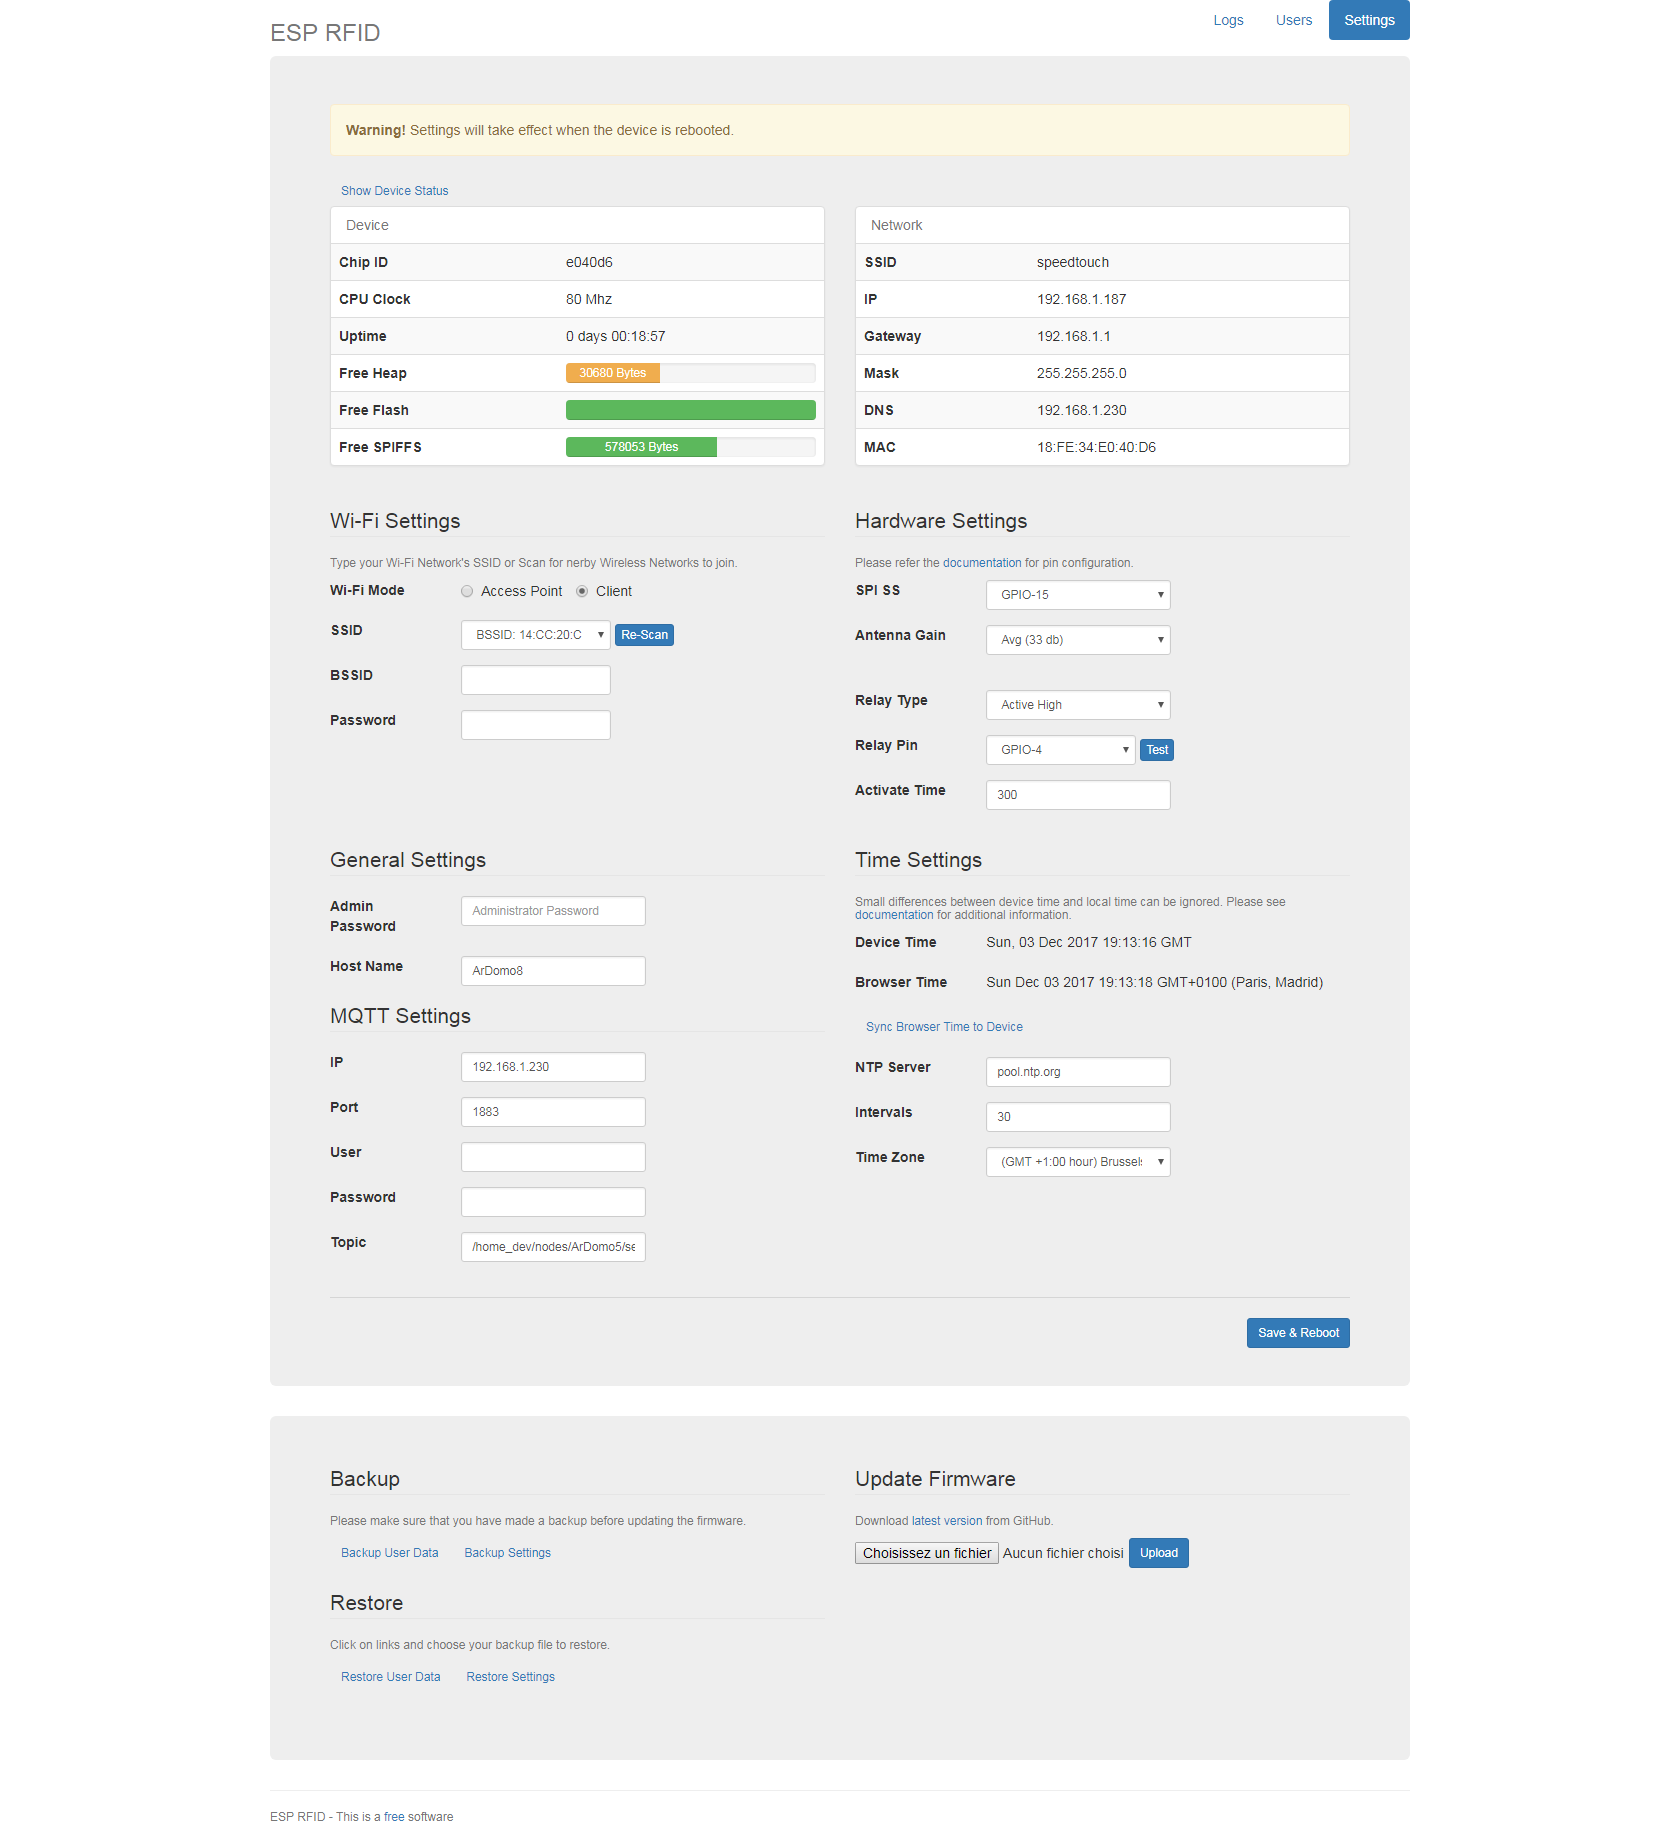 ESP RFID
Logs Users Settings
Warning! Settings will take effect when the device is rebooted.
Show Device Status
Device
Chip ID e040d6
CPU Clock 80 Mhz
Uptime 0 days 00:18:57
Free Heap 30680 Bytes
Free Flash
Free SPIFFS 578053 Bytes
Network
SSID speedtouch
IP 192.168.1.187
Gateway 192.168.1.1
Mask 255.255.255.0
DNS 192.168.1.230
MAC 18:FE:34:E0:40:D6
Wi-Fi Settings
Type your Wi-Fi Network's SSID or Scan for nerby Wireless Networks to join.
Wi-Fi Mode Access Point Client
SSID BSSID: 14:CC:20:C Re-Scan
BSSID
Password
Hardware Settings
Please refer the documentation for pin configuration.
SPI SS GPIO-15
Antenna Gain Avg (33 db)
Relay Type Active High
Relay Pin GPIO-4 Test
Activate Time 300
General Settings
Admin
Password Administrator Password
Host Name ArDomo8
MQTT Settings
IP 192.168.1.230
Port 1883
User
Password
Topic /home_dev/nodes/ArDomo5/se
Time Settings
Small differences between device time and local time can be ignored. Please see
documentation for additional information.
Device Time Sun, 03 Dec 2017 19:13:16 GMT
Browser Time Sun Dec 03 2017 19:13:18 GMT+0100 (Paris, Madrid)
Sync Browser Time to Device
NTP Server pool.ntp.org
Intervals 30
Time Zone (GMT +1:00 hour) Brussels
Save & Reboot
Backup
Please make sure that you have made a backup before updating the firmware.
Backup User Data Backup Settings
Restore
Click on links and choose your backup file to restore.
Restore User Data Restore Settings
Update Firmware
Download latest version from GitHub.
Choisissez un fichier Aucun fichier choisi Upload
ESP RFID - This is a free software